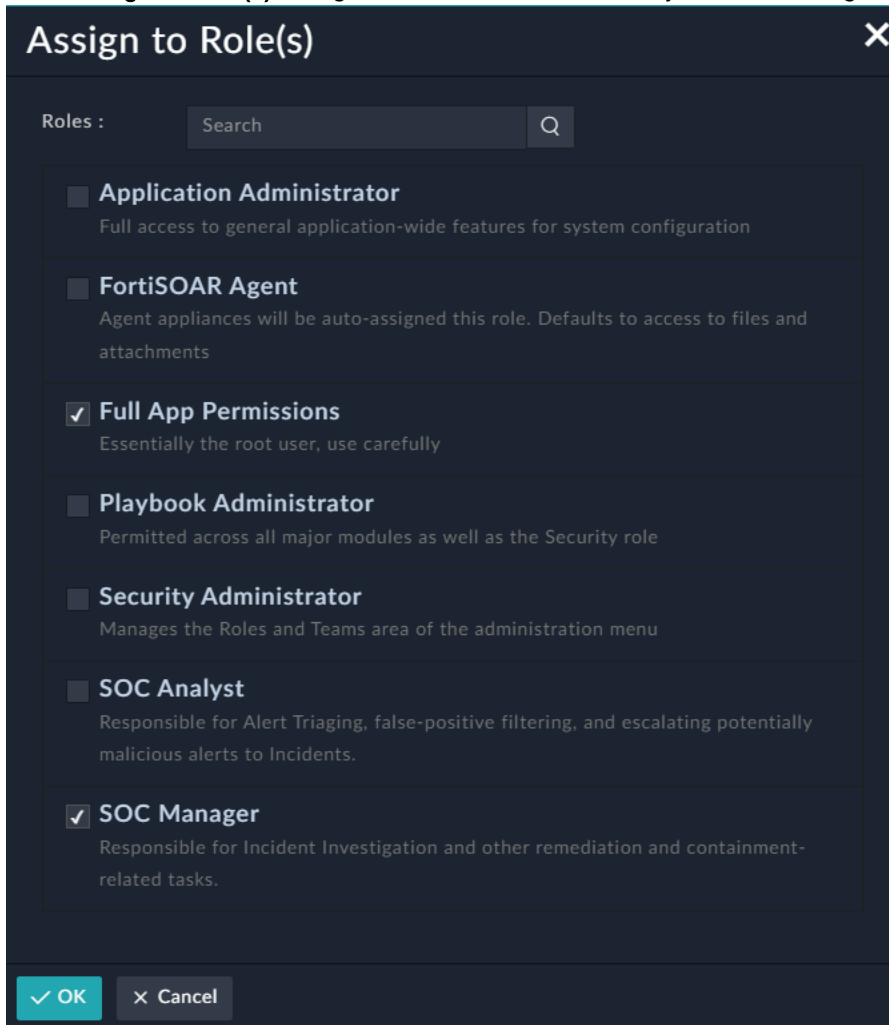 Assign to Role(s)
Roles :
Search
Application Administrator
Full access to general application-wide features for system configuration
FortiSOAR Agent
Agent appliances will be auto-assigned this role. Defaults to access to files and
attachments
Full App Permissions
Essentially the root user, use carefully
Playbook Administrator
Permitted across all major modules as well as the Security role
Security Administrator
Manages the Roles and Teams area of the administration menu
SOC Analyst
Responsible for Alert Triaging, false-positive filtering, and escalating potentially
malicious alerts to Incidents.
SOC Manager
Responsible for Incident Investigation and other remediation and containment-
related tasks.
OK
Cancel